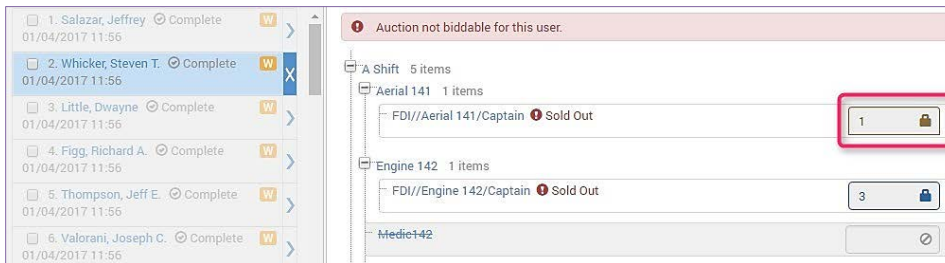 1. Salazar, Jeffrey Complete W
01/04/2017 11:56
2. Whicker, Steven T. Complete W
01/04/2017 11:56
3. Little, Dwayne Complete W
01/04/2017 11:56
4. Figg, Richard A. Complete W
01/04/2017 11:56
5. Thompson, Jeff E. Complete W
01/04/2017 11:56
6. Valorani, Joseph C. Complete W
01/04/2017 11:56
X
Auction not biddable for this user.
A Shift 5 items
Aerial 141 1 items
FDI//Aerial 141/Captain Sold Out 1
Engine 142 1 items
FDI//Engine 142/Captain Sold Out 3
Medic142